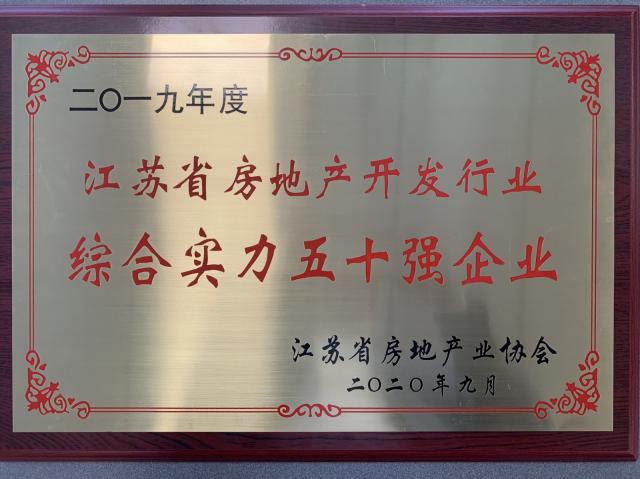 二〇一九年度
江苏省房地产开发行业
综合实力五十强企业
江苏省房地产业协会
二〇二〇年九月